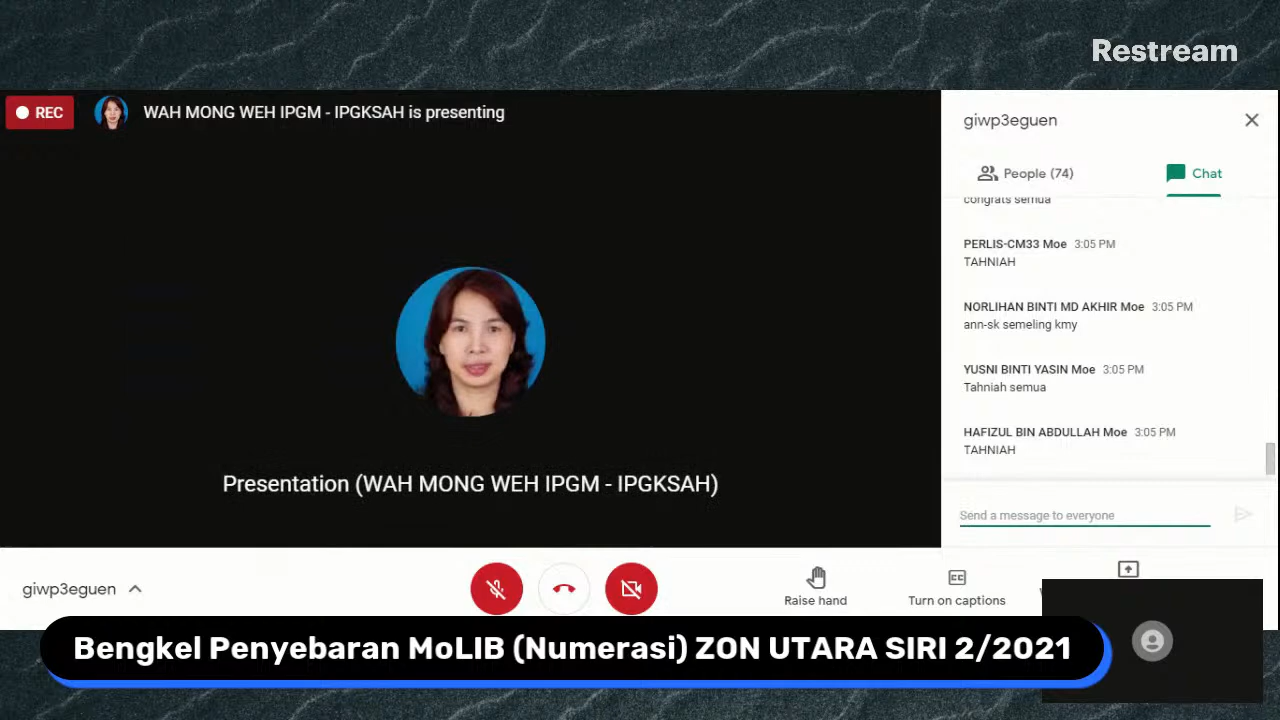 Restream
REC
WAH MONG WEH IPGM - IPGKSAH is presenting
giwp3eguen
People (74)
Chat
congrats semua
PERLIS-CM33 Moe 3:05 PM
TAHNIAH
NORLIHAN BINTI MD AKHIR Moe 3:05 PM
ann-sk semeling kmy
YUSNI BINTI YASIN Moe 3:05 PM
Tahniah semua
HAFIZUL BIN ABDULLAH Moe 3:05 PM
TAHNIAH
Send a message to everyone
Presentation (WAH MONG WEH IPGM - IPGKSAH)
giwp3eguen
Raise hand
CC
Turn on captions
Bengkel Penyebaran MoLIB (Numerasi) ZON UTARA SIRI 2/2021